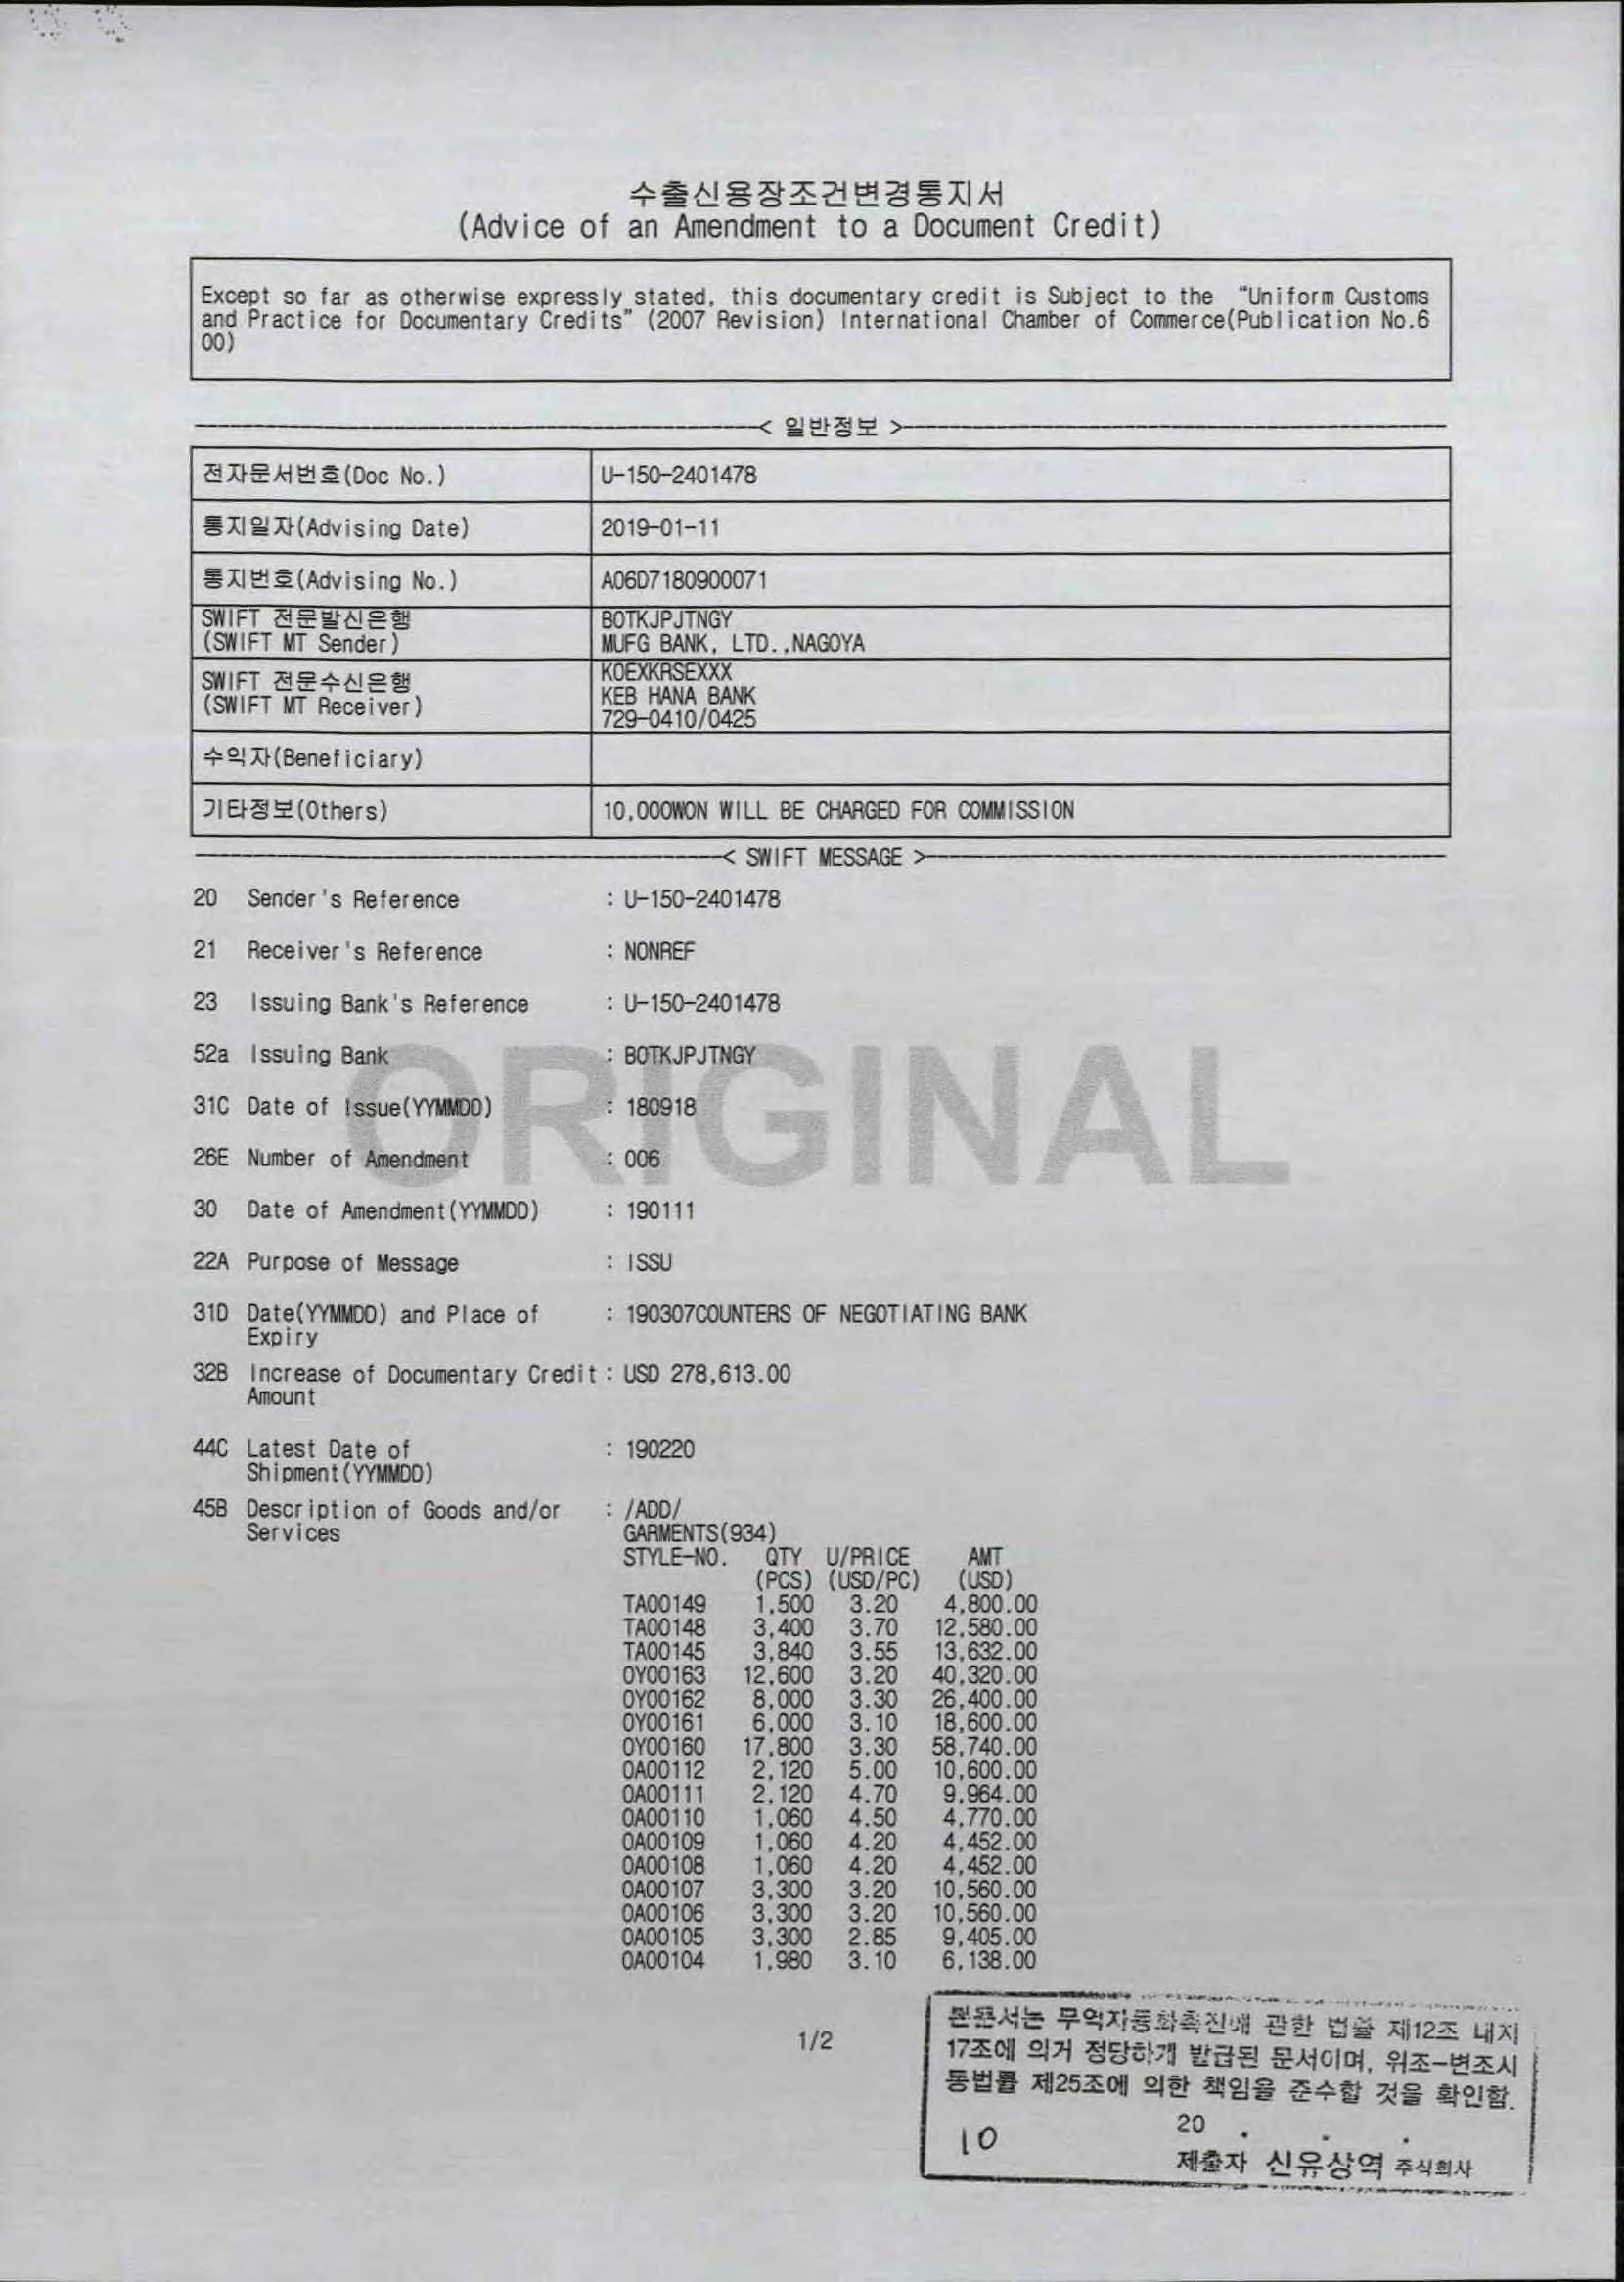 수출신용장조건변경통지서
(Advice of an Amendment to a Document Credit)
Except so far as otherwise expressly stated, this documentary credit is Subject to the “Uniform Customs
and Practice for Documentary Credits” (2007 Revision) International Chamber of Commerce(Publication No.6
00)
< 일반정보 >
전자문서번호(Doc No.) U-150-2401478
통지일자(Advising Date) 2019-01-11
통지번호(Advising No.) A06D7180900071
SWIFT 전문발신은행 BOTKJPJTNGY
(SWIFT MT Sender) MUFG BANK, LTD.,NAGOYA
SWIFT 전문수신은행 KOEXKRSEXXX
(SWIFT MT Receiver) KEB HANA BANK
729-0410/0425
수익자(Beneficiary)
기타정보(Others) 10,000WON WILL BE CHARGED FOR COMMISSION
< SWIFT MESSAGE >
20 Sender's Reference : U-150-2401478
21 Receiver's Reference : NONREF
23 Issuing Bank's Reference : U-150-2401478
52a Issuing Bank : BOTKJPJTNGY
ORIGINAL
31C Date of Issue(YYMMDD) : 180918
26E Number of Amendment : 006
30 Date of Amendment(YYMMDD) : 190111
22A Purpose of Message : ISSU
31D Date(YYMMDD) and Place of : 190307COUNTERS OF NEGOTIATING BANK
Expiry
32B Increase of Documentary Credit : USD 278,613.00
Amount
44C Latest Date of : 190220
Shipment(YYMMDD)
45B Description of Goods and/or : /ADD/
Services GARMENTS(934)
STYLE-NO. QTY U/PRICE AMT
(PCS) (USD/PC) (USD)
TA00149 1,500 3.20 4,800.00
TA00148 3,400 3.70 12,580.00
TA00145 3,840 3.55 13,632.00
OY00163 12,600 3.20 40,320.00
OY00162 8,000 3.30 26,400.00
OY00161 6,000 3.10 18,600.00
OY00160 17,800 3.30 58,740.00
OA00112 2,120 5.00 10,600.00
OA00111 2,120 4.70 9,964.00
OA00110 1,060 4.50 4,770.00
OA00109 1,060 4.20 4,452.00
OA00108 1,060 4.20 4,452.00
OA00107 3,300 3.20 10,560.00
OA00106 3,300 3.20 10,560.00
OA00105 3,300 2.85 9,405.00
OA00104 1,980 3.10 6,138.00
1/2
본문서는 무역자동화촉진에 관한 법률 제12조 내지
17조에 의거 정당하게 발급된 문서이며, 위조-변조시
동법률 제25조에 의한 책임을 준수할 것을 확인함.
20 . . .
10
제출자 신유상역 주식회사